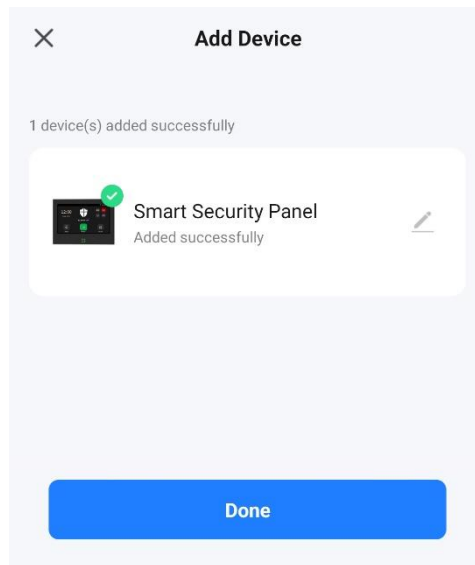 Add Device
1 device(s) added successfully
Smart Security Panel
Added successfully
Done